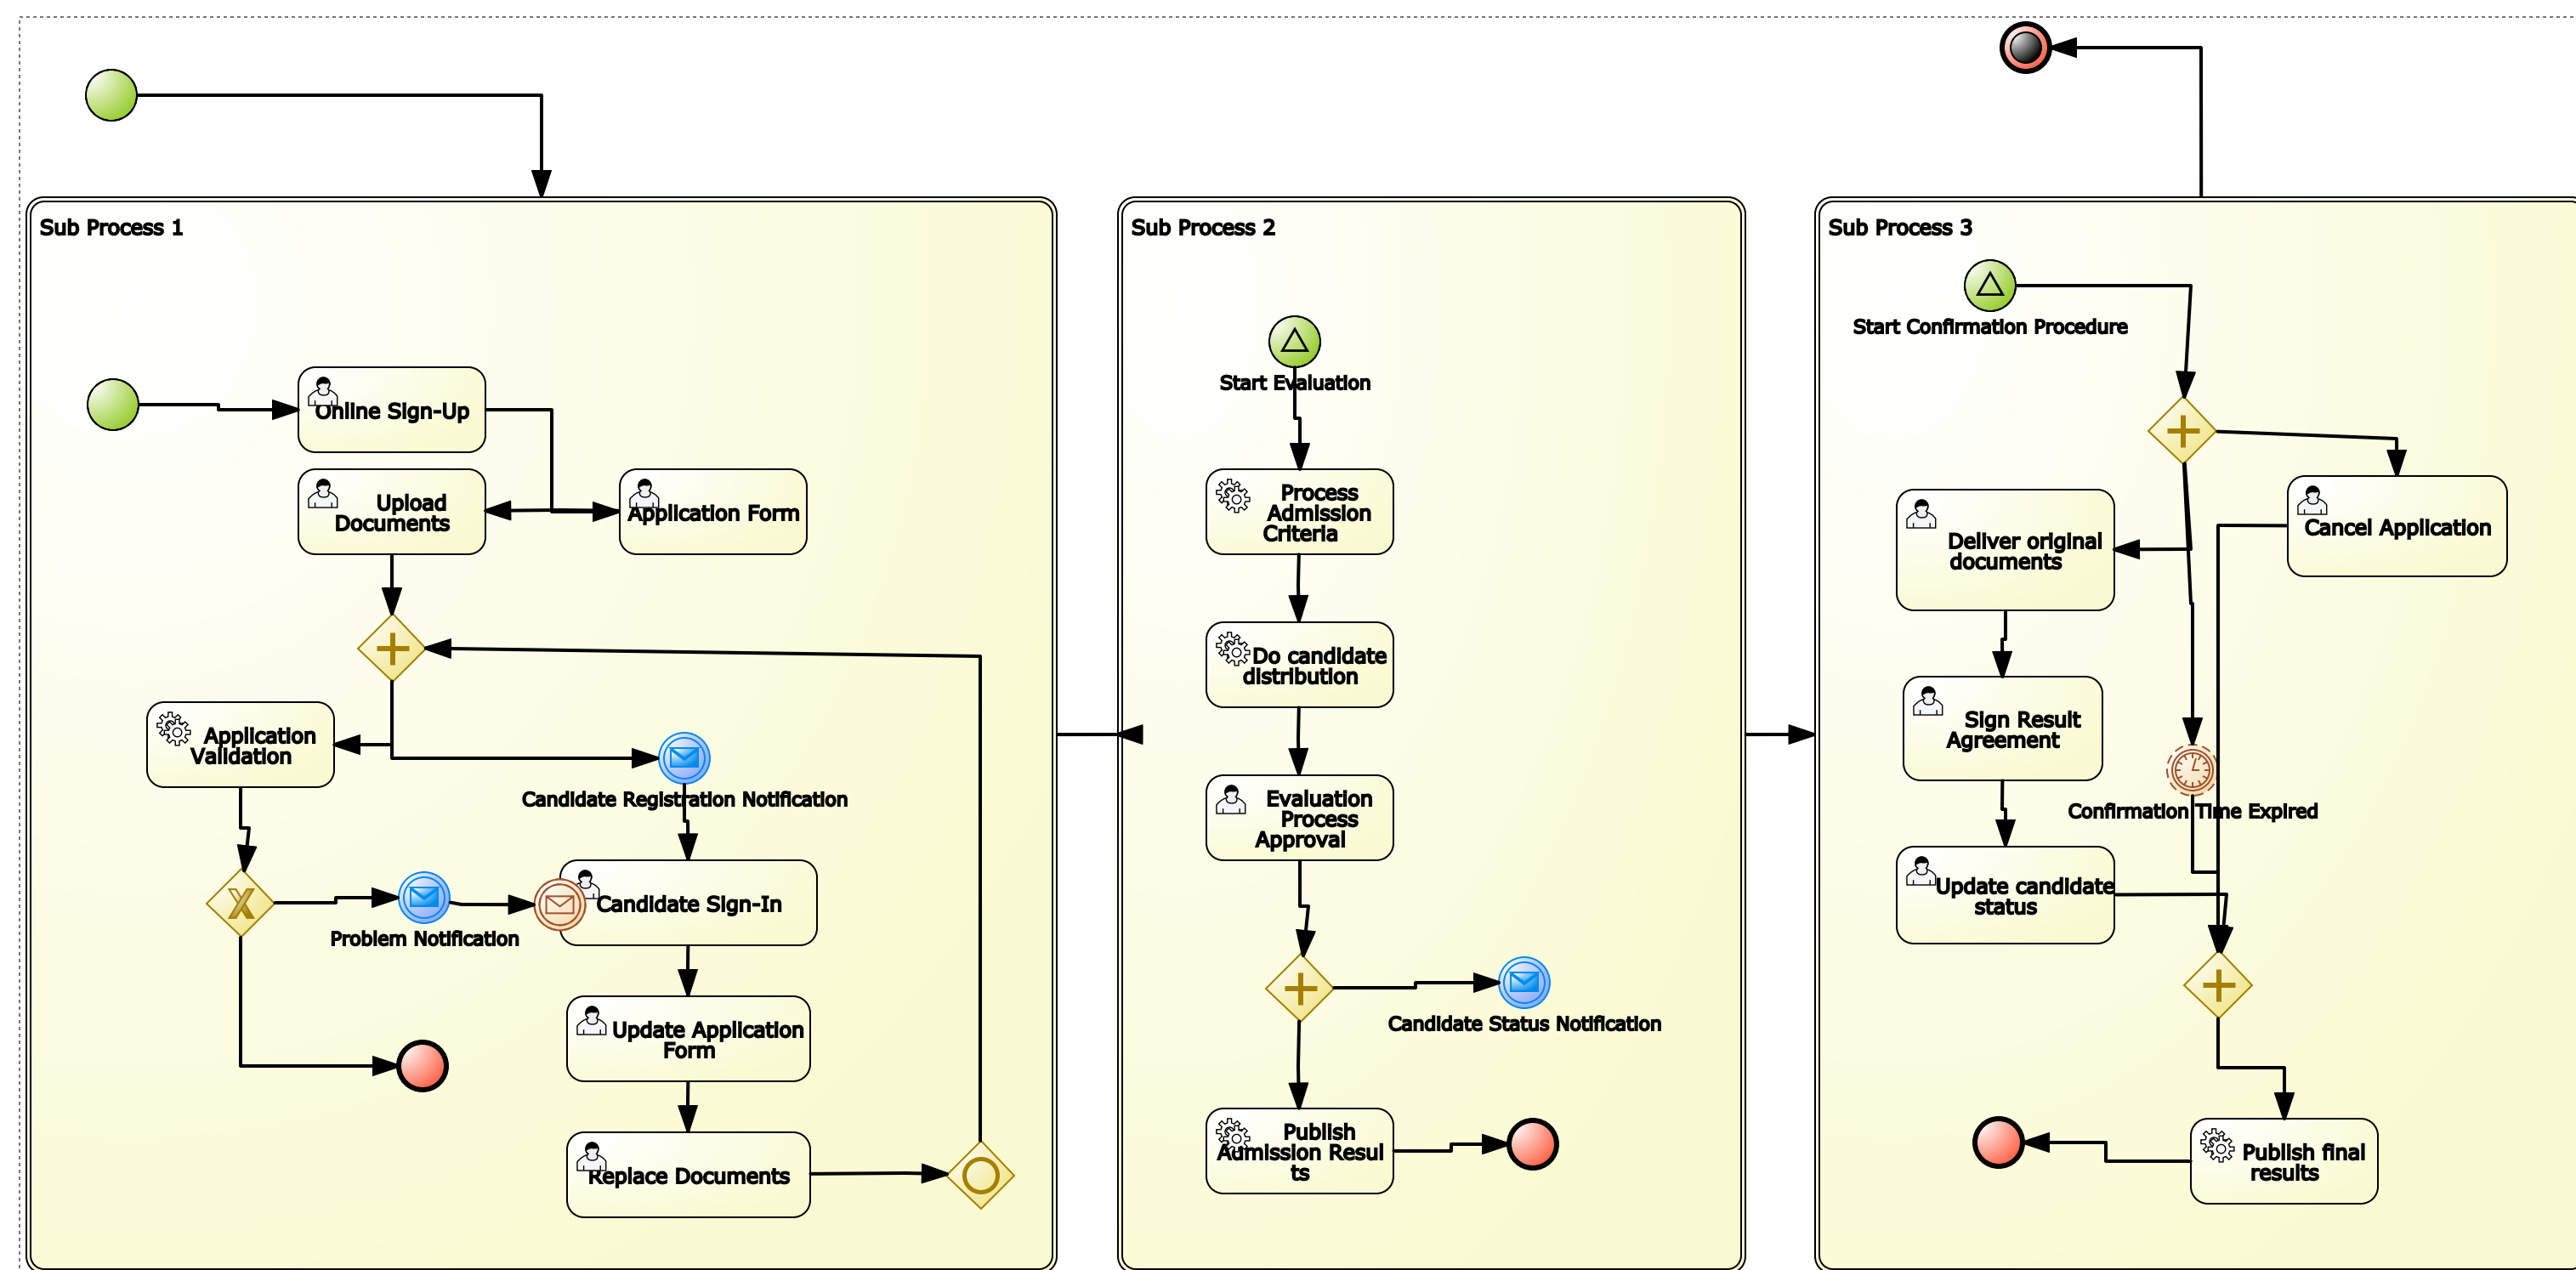 Sub Process 1
Online Sign-Up
Upload
Documents
Application Form
Application
Validation
Candidate Registration Notification
Problem Notification
Candidate Sign-In
Update Application
Form
Replace Documents
Sub Process 2
Start Evaluation
Process
Admission
Criteria
Do candidate
distribution
Evaluation
Process
Approval
Candidate Status Notification
Publish
Admission Resul
ts
Sub Process 3
Start Confirmation Procedure
Cancel Application
Deliver original
documents
Sign Result
Agreement
Confirmation Time Expired
Update candidate
status
Publish final
results